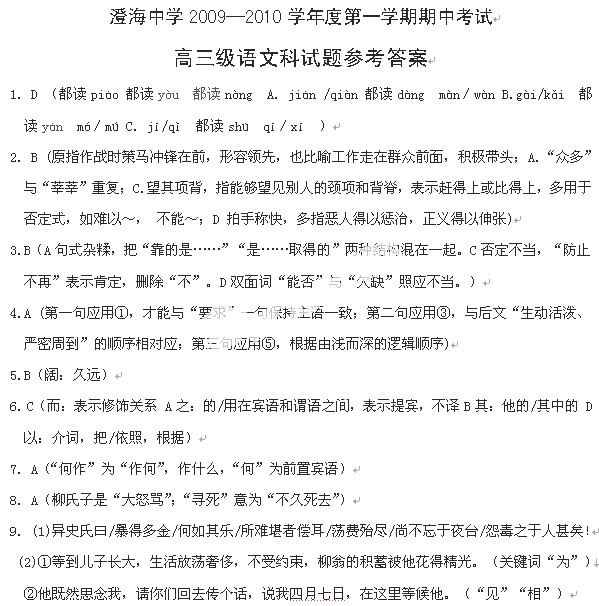 澄海中学 2009—2010 学年度第一学期期中考试
高三级语文科试题参考答案
1. D （都读 piáo 都读 yòu 都读 nòng A. jiān /qiàn 都读 dàng màn／wàn B.gāi/kǎi 都
读 yún mó／mú C. jí/qì 都读 shù qī／xī ）
2. B (原指作战时策马冲锋在前，形容领先，也比喻工作走在群众前面，积极带头；A.“众多”
与“莘莘”重复；C.望其项背，指能够望见别人的颈项和背脊，表示赶得上或比得上，多用于
否定式，如难以～， 不能～；D 拍手称快，多指恶人得以惩治，正义得以伸张)
3.B（A 句式杂糅，把“靠的是……”“是……取得的”两种结构混在一起。C 否定不当，“防止
不再”表示肯定，删除“不”。D 双面词“能否”与“欠缺”照应不当。）
4.A (第一句应用①，才能与“要求”一句保持主语一致；第二句应用③，与后文“生动活泼、
严密周到”的顺序相对应；第三句应用⑤，根据由浅而深的逻辑顺序)
5.B（阔：久远）
6.C（而：表示修饰关系 A 之：的/用在宾语和谓语之间，表示提宾，不译 B 其：他的/其中的 D
以：介词，把/依照，根据）
7. A（“何作”为“作何”，作什么，“何”为前置宾语）
8. A（柳氏子是“大怒骂”；“寻死”意为“不久死去”）
9. (1)异史氏曰/暴得多金/何如其乐/所难堪者偿耳/荡费殆尽/尚不忘于夜台/怨毒之于人甚矣!
(2)①等到儿子长大，生活放荡奢侈，不受约束，柳翁的积蓄被他花得精光。（关键词“为”）
②他既然思念我，请你们回去传个话，说我四月七日，在这里等候他。（“见”“相”）